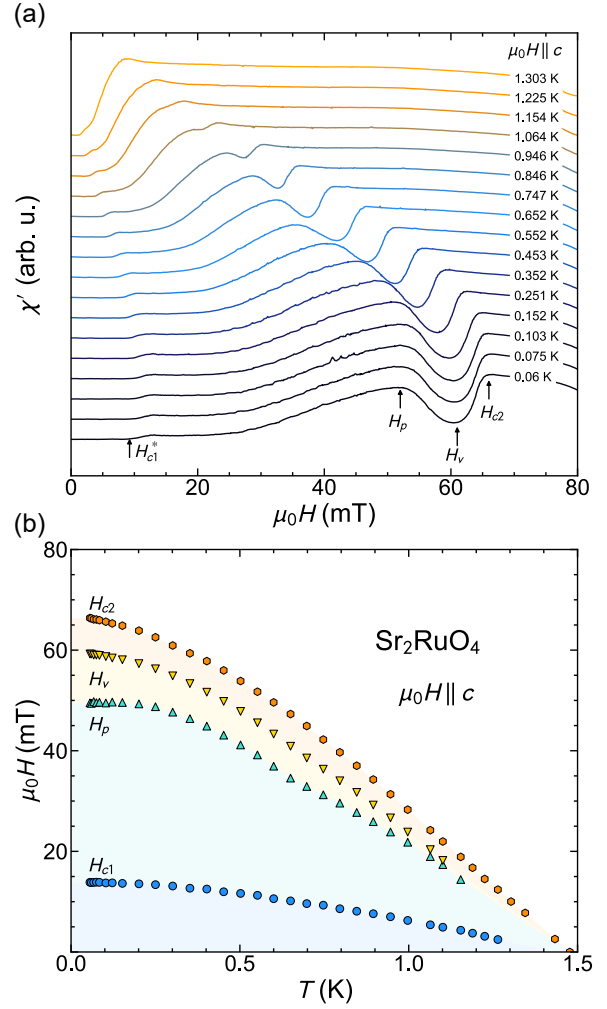 (a)
μ₀H ∥ c
1.303 K
1.225 K
1.154 K
1.064 K
0.946 K
0.846 K
0.747 K
0.652 K
0.552 K
0.453 K
0.352 K
0.251 K
0.152 K
0.103 K
0.075 K
0.06 K
χ′ (arb. u.)
H*c1
Hp
Hv
Hc2
0 20 40 60 80
μ₀H (mT)
(b)
80
60
40
20
0
μ₀H (mT)
Hc2
Hv
Hp
Hc1
Sr₂RuO₄
μ₀H ∥ c
0.0 0.5 1.0 1.5
T (K)